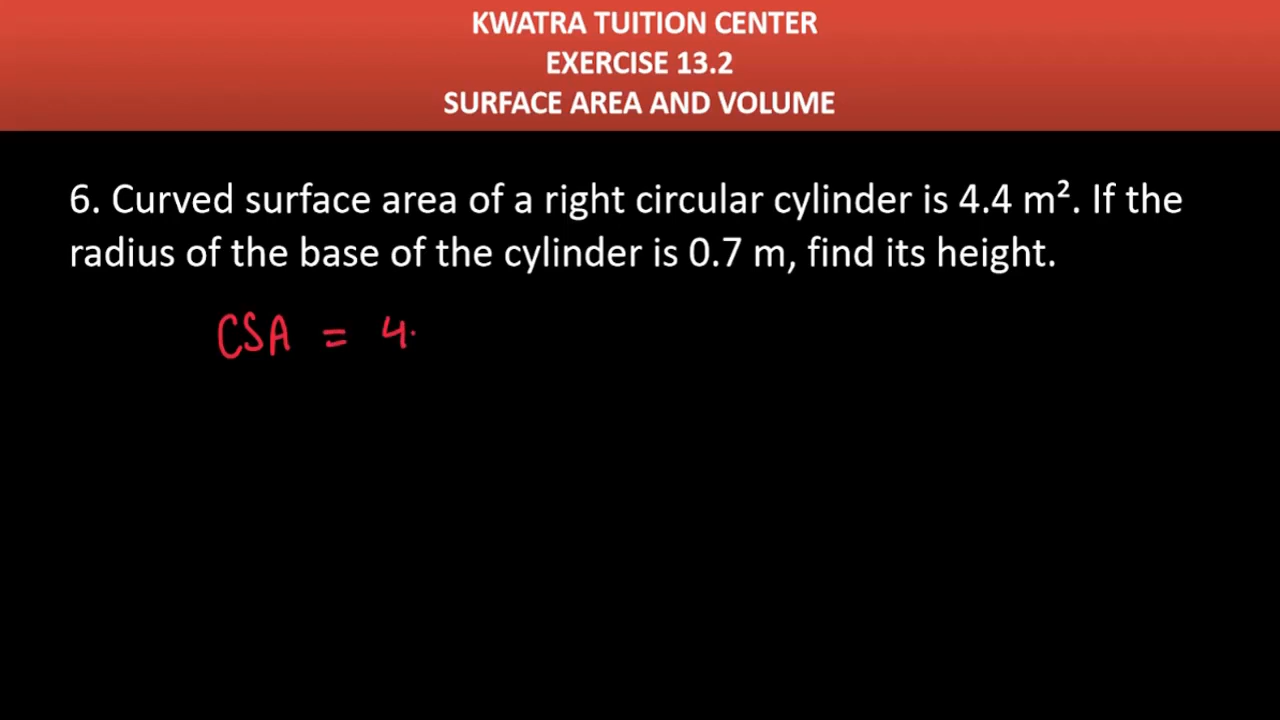 KWATRA TUITION CENTER
EXERCISE 13.2
SURFACE AREA AND VOLUME
6. Curved surface area of a right circular cylinder is 4.4 m². If the
radius of the base of the cylinder is 0.7 m, find its height.
CSA = 4.